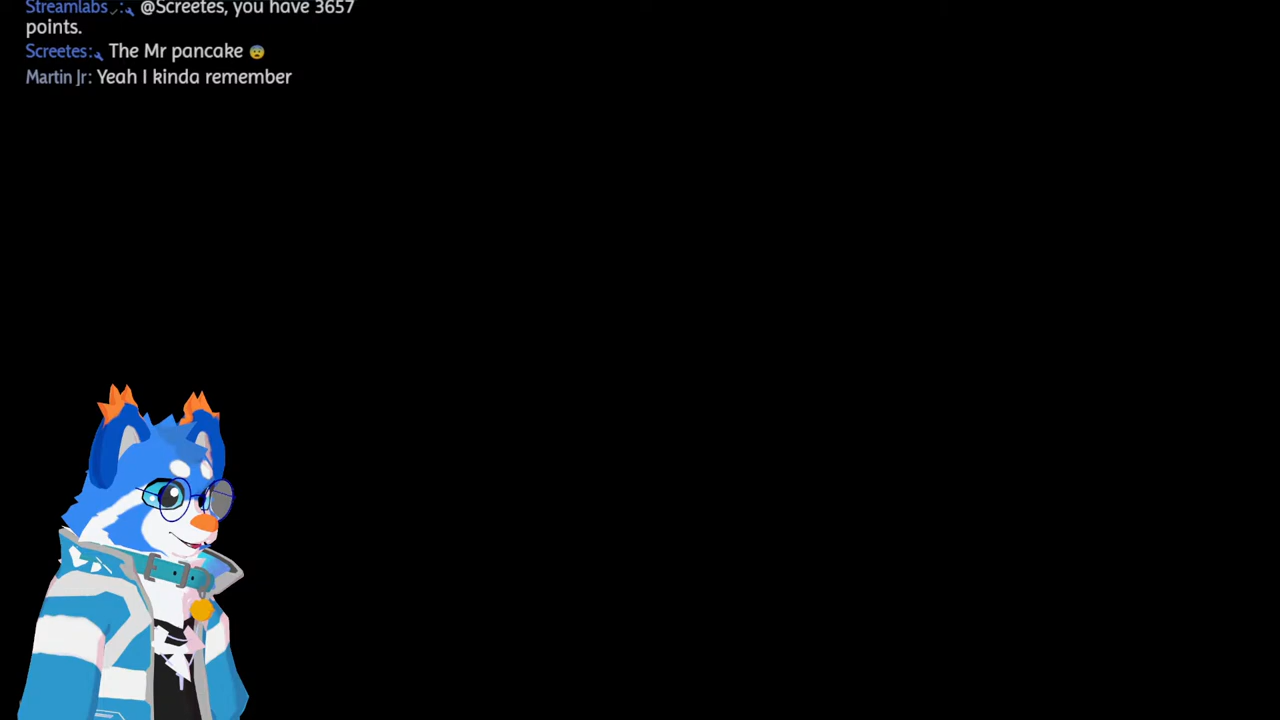 Streamlabs: @Screetes, you have 3657
points.
Screetes: The Mr pancake 😨
Martin Jr: Yeah I kinda remember